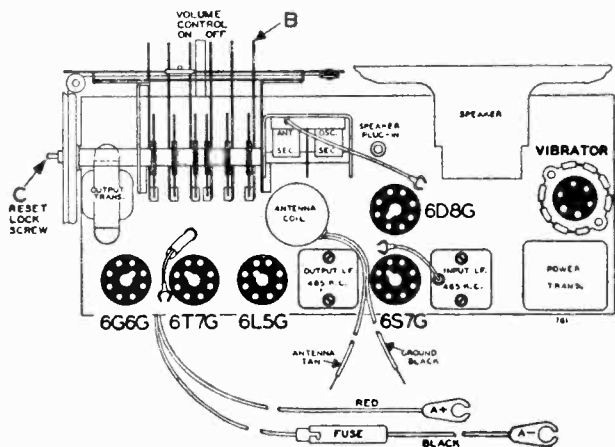 VOLUME
CONTROL
ON OFF
B
SPEAKER
ANT.
SEC.
OSC.
SEC.
SPEAKER
PLUG-IN
VIBRATOR
C
RESET
LOCK
SCREW
OUTPUT
TRANS.
ANTENNA
COIL
6D8G
OUTPUT I.F.
465 K.C.
INPUT I.F.
465 K.C.
POWER
TRANS.
6G6G
6T7G
6L5G
6S7G
761
ANTENNA
TAN
GROUND
BLACK
RED
A+
FUSE
BLACK
A-